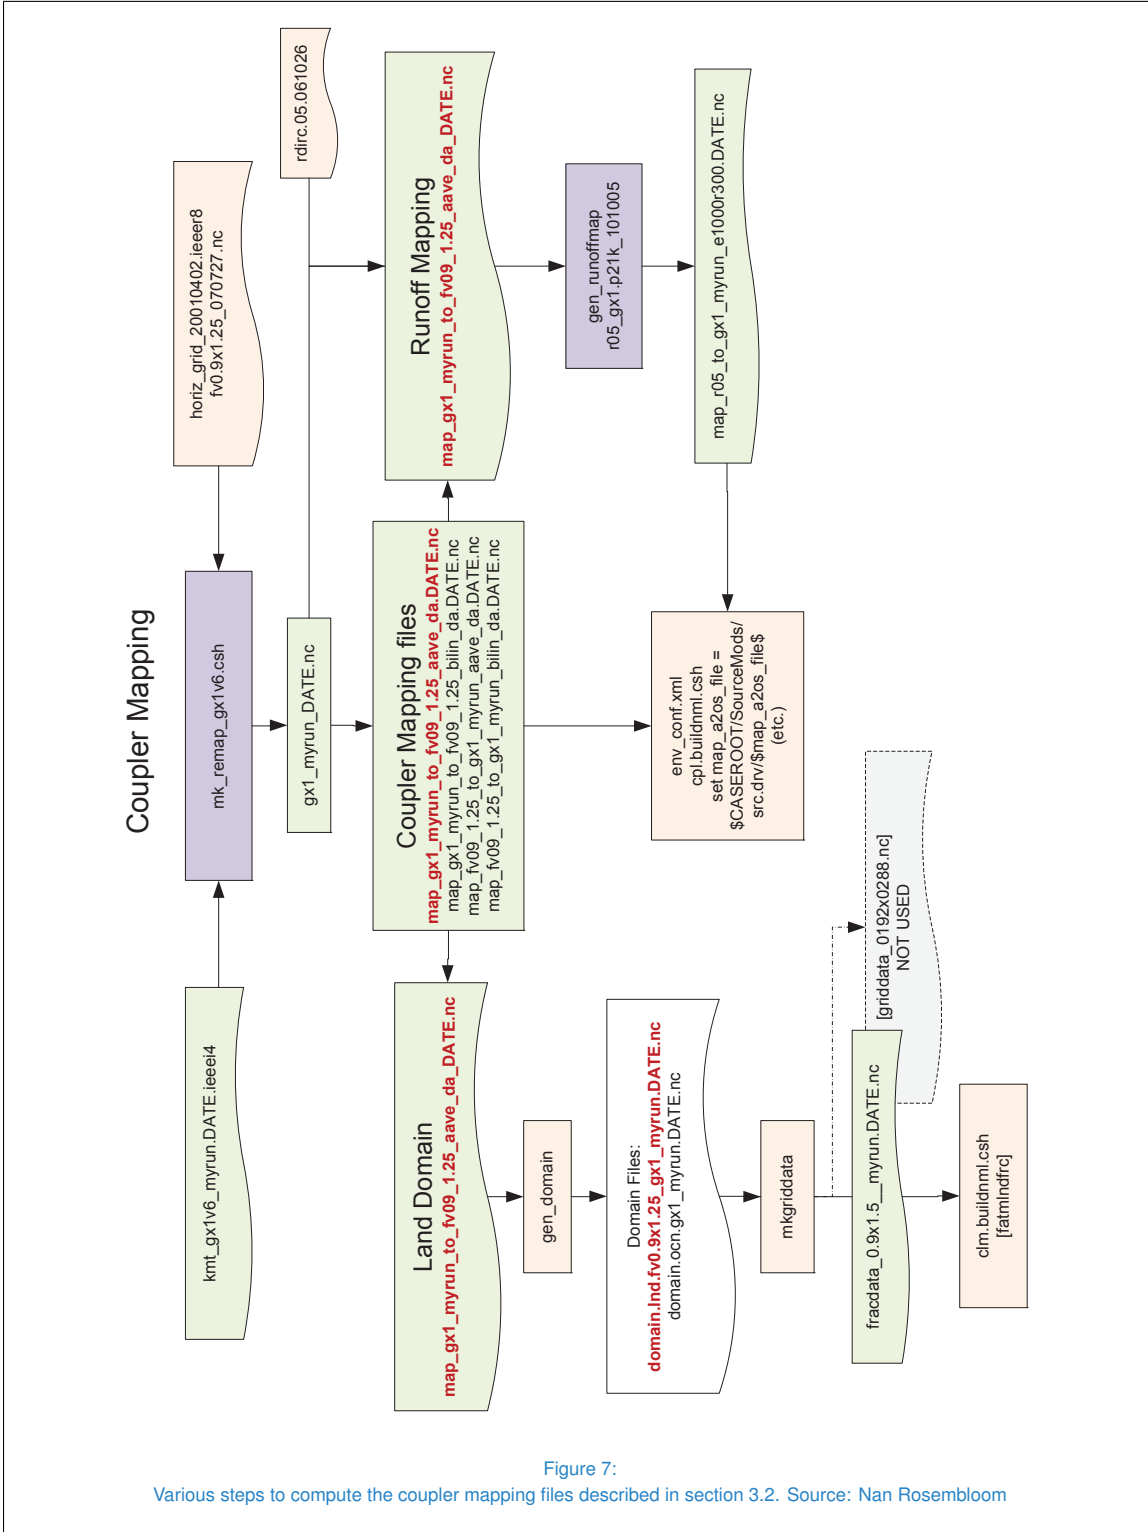 Coupler Mapping
kmt_gx1v6_myrun.DATE.ieeei4
mk_remap_gx1v6.csh
horiz_grid_20010402.ieeer8
fv0.9x1.25_070727.nc
gx1_myrun_DATE.nc
rdirc.05.061026
Land Domain
map_gx1_myrun_to_fv09_1.25_aave_da_DATE.nc
Coupler Mapping files
map_gx1_myrun_to_fv09_1.25_aave_da.DATE.nc
map_gx1_myrun_to_fv09_1.25_bilin_da.DATE.nc
map_fv09_1.25_to_gx1_myrun_aave_da.DATE.nc
map_fv09_1.25_to_gx1_myrun_bilin_da.DATE.nc
Runoff Mapping
map_gx1_myrun_to_fv09_1.25_aave_da_DATE.nc
gen_domain
gen_runoffmap
r05_gx1.p21k_101005
Domain Files:
domain.lnd.fv0.9x1.25_gx1_myrun.DATE.nc
domain.ocn.gx1_myrun.DATE.nc
env_conf.xml
cpl.buildnml.csh
set map_a2os_file =
$CASEROOT/SourceMods/
src.drv/$map_a2os_file$
(etc.)
map_r05_to_gx1_myrun_e1000r300.DATE.nc
mkgriddata
fracdata_0.9x1.5__myrun.DATE.nc
[griddata_0192x0288.nc]
NOT USED
clm.buildnml.csh
[fatmlndfrc]
Figure 7:
Various steps to compute the coupler mapping files described in section 3.2. Source: Nan Rosembloom